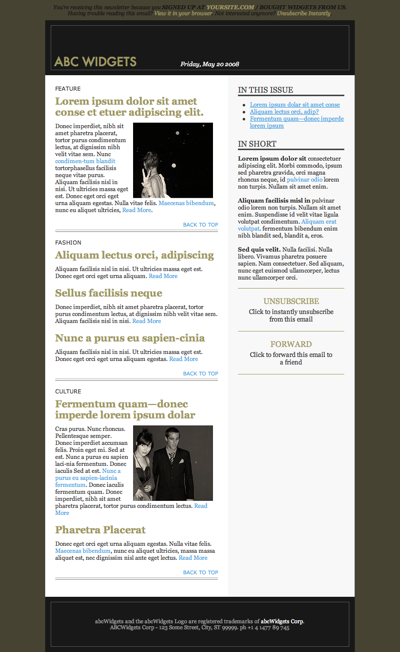 You're receiving this newsletter because you SIGNED UP AT YOURSITE.COM / BOUGHT WIDGETS FROM US.
Having trouble reading this email? View it in your browser. Not interested anymore? Unsubscribe Instantly.
ABC WIDGETS
Friday, May 20 2008
FEATURE
Lorem ipsum dolor sit amet
conse ct etuer adipiscing elit.
Donec imperdiet, nibh sit
amet pharetra placerat,
tortor purus condimentum
lectus, at dignissim nibh
velit vitae sem. Nunc
condimen-tum blandit
tortorphasellus facilisis
neque vitae purus.
Aliquam facilisis nisl in
nisi. Ut ultricies massa eget
est. Donec eget orci eget
urna aliquam egestas. Nulla vitae felis. Maecenas bibendum,
nunc eu aliquet ultricies, Read More.
BACK TO TOP
FASHION
Aliquam lectus orci, adipiscing
Aliquam facilisis nisl in nisi. Ut ultricies massa eget est.
Donec eget orci eget urna aliquam. Read More
Sellus facilisis neque
Donec imperdiet, nibh sit amet pharetra placerat, tortor
purus condimentum lectus, at dignissim nibh velit vitae sem.
Aliquam facilisis nisl in nisi. Read More
Nunc a purus eu sapien-cinia
Aliquam facilisis nisl in nisi. Ut ultricies massa eget est.
Donec eget orci eget urna aliquam egestas. Read More
BACK TO TOP
CULTURE
Fermentum quam—donec
imperde lorem ipsum dolar
Cras purus. Nunc rhoncus.
Pellentesque semper.
Donec imperdiet accumsan
felis. Proin eget mi. Sed at
est. Nunc a purus eu sapien
laci-nia fermentum. Donec
iaculis Sed at est. Nunc a
purus eu sapien-lacinia
fermentum. Donec iaculis
fermentum quam. Donec
imperdiet, nibh sit amet
pharetra placerat, tortor purus condimentum lectus. Read
More
Pharetra Placerat
Donec eget orci eget urna aliquam egestas. Nulla vitae felis.
Maecenas bibendum, nunc eu aliquet ultricies, massa massa
aliquet est, nec dignissim nisl ante eget lectus. Read More
BACK TO TOP
IN THIS ISSUE
Lorem ipsum dolor sit amet
Aliquam lectus orci, adip?
Fermentum quam—donec imperdete
lorem ipsum
IN SHORT
Lorem ipsum dolor sit consectetuer
adipiscing elit. Morbi commodo, ipsum
sed pharetra gravida, orci magna
rhoncus neque, id pulvinar odio lorem
non turpis. Nullam sit amet enim.
Aliquam facilisis misl in pulvinar
odio lorem non turpis. Nullam sit amet
enim. Suspendisse id velit vitae ligula
volutpat condimentum. Aliquam erat
volutpat. fermentum bibendum enim
nibh blandit sed, blandit a, eros.
Sed quis velit. Nulla facilisi. Nulla
libero. Vivamus pharetra posuere
sapien. Nam consectetuer. Sed aliquam,
nunc eget euismod ullamcorper, lectus
nunc ullamcorper orci.
UNSUBSCRIBE
Click to instantly unsubscribe
from this email
FORWARD
Click to forward this email to
a friend
abcWidgets and the abcWidgets Logo are registered trademarks of abcWidgets Corp.
ABCWidgets Corp - 123 Some Street, City, ST 99999. ph +1 4 1477 89 745